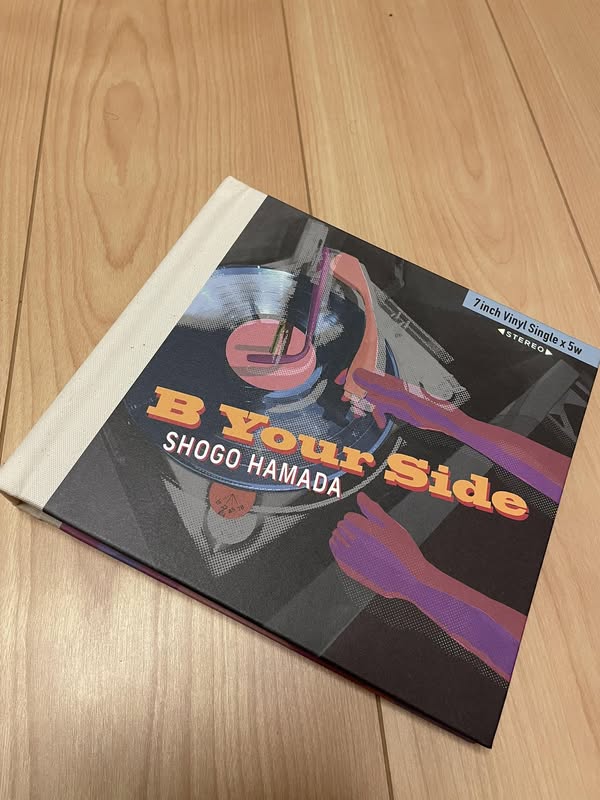 7 inch Vinyl Single x 5w
◀STEREO▶
B Your Side
SHOGO HAMADA